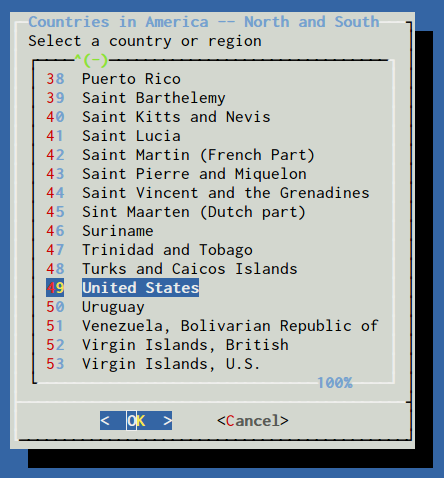 Countries in America -- North and South
Select a country or region
^(-)
38 Puerto Rico
39 Saint Barthelemy
40 Saint Kitts and Nevis
41 Saint Lucia
42 Saint Martin (French Part)
43 Saint Pierre and Miquelon
44 Saint Vincent and the Grenadines
45 Sint Maarten (Dutch part)
46 Suriname
47 Trinidad and Tobago
48 Turks and Caicos Islands
49 United States
50 Uruguay
51 Venezuela, Bolivarian Republic of
52 Virgin Islands, British
53 Virgin Islands, U.S.
100%
< OK > <Cancel>